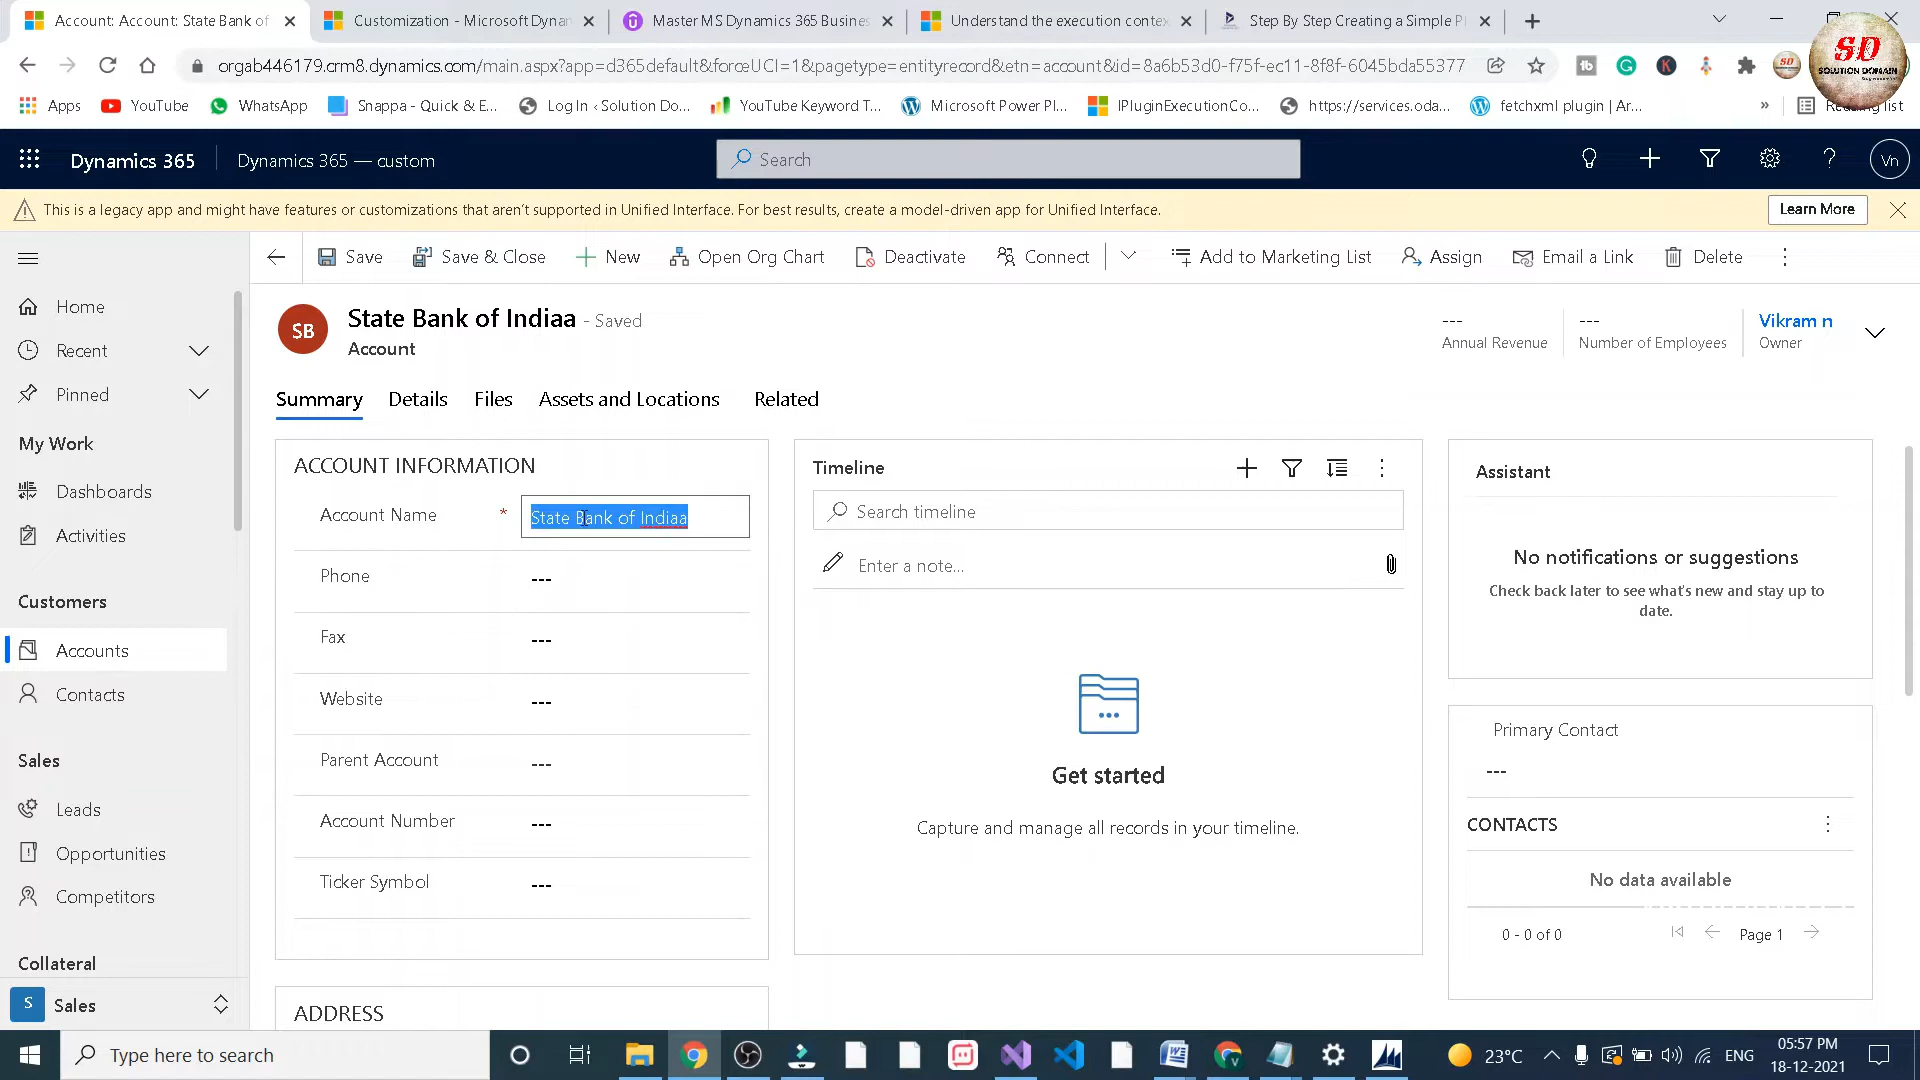 Account: Account: State Bank of
Customization - Microsoft Dynam
Master MS Dynamics 365 Busines
Understand the execution contex
Step By Step Creating a Simple Pl
orgab446179.crm8.dynamics.com/main.aspx?app=d365default&forceUCI=1&pagetype=entityrecord&etn=account&id=8a6b53d0-f75f-ec11-8f8f-6045bda55377
SD
SOLUTION DOMAIN
Apps
YouTube
WhatsApp
Snappa - Quick & E...
Log In ‹ Solution Do...
YouTube Keyword T...
Microsoft Power Pl...
IPluginExecutionCo...
https://services.oda...
fetchxml plugin | Ar...
»
Reading list
Dynamics 365
Dynamics 365 — custom
Search
Vn
This is a legacy app and might have features or customizations that aren't supported in Unified Interface. For best results, create a model-driven app for Unified Interface.
Learn More
Save
Save & Close
New
Open Org Chart
Deactivate
Connect
Add to Marketing List
Assign
Email a Link
Delete
Home
Recent
Pinned
My Work
Dashboards
Activities
Customers
Accounts
Contacts
Sales
Leads
Opportunities
Competitors
Collateral
S
Sales
SB
State Bank of Indiaa - Saved
Account
---
Annual Revenue
---
Number of Employees
Vikram n
Owner
Summary
Details
Files
Assets and Locations
Related
ACCOUNT INFORMATION
Account Name * State Bank of Indiaa
Phone ---
Fax ---
Website ---
Parent Account ---
Account Number ---
Ticker Symbol ---
ADDRESS
Timeline
Search timeline
Enter a note...
Get started
Capture and manage all records in your timeline.
Assistant
No notifications or suggestions
Check back later to see what's new and stay up to
date.
Primary Contact
---
CONTACTS
No data available
0 - 0 of 0
Page 1
Type here to search
23°C
ENG
05:57 PM
18-12-2021